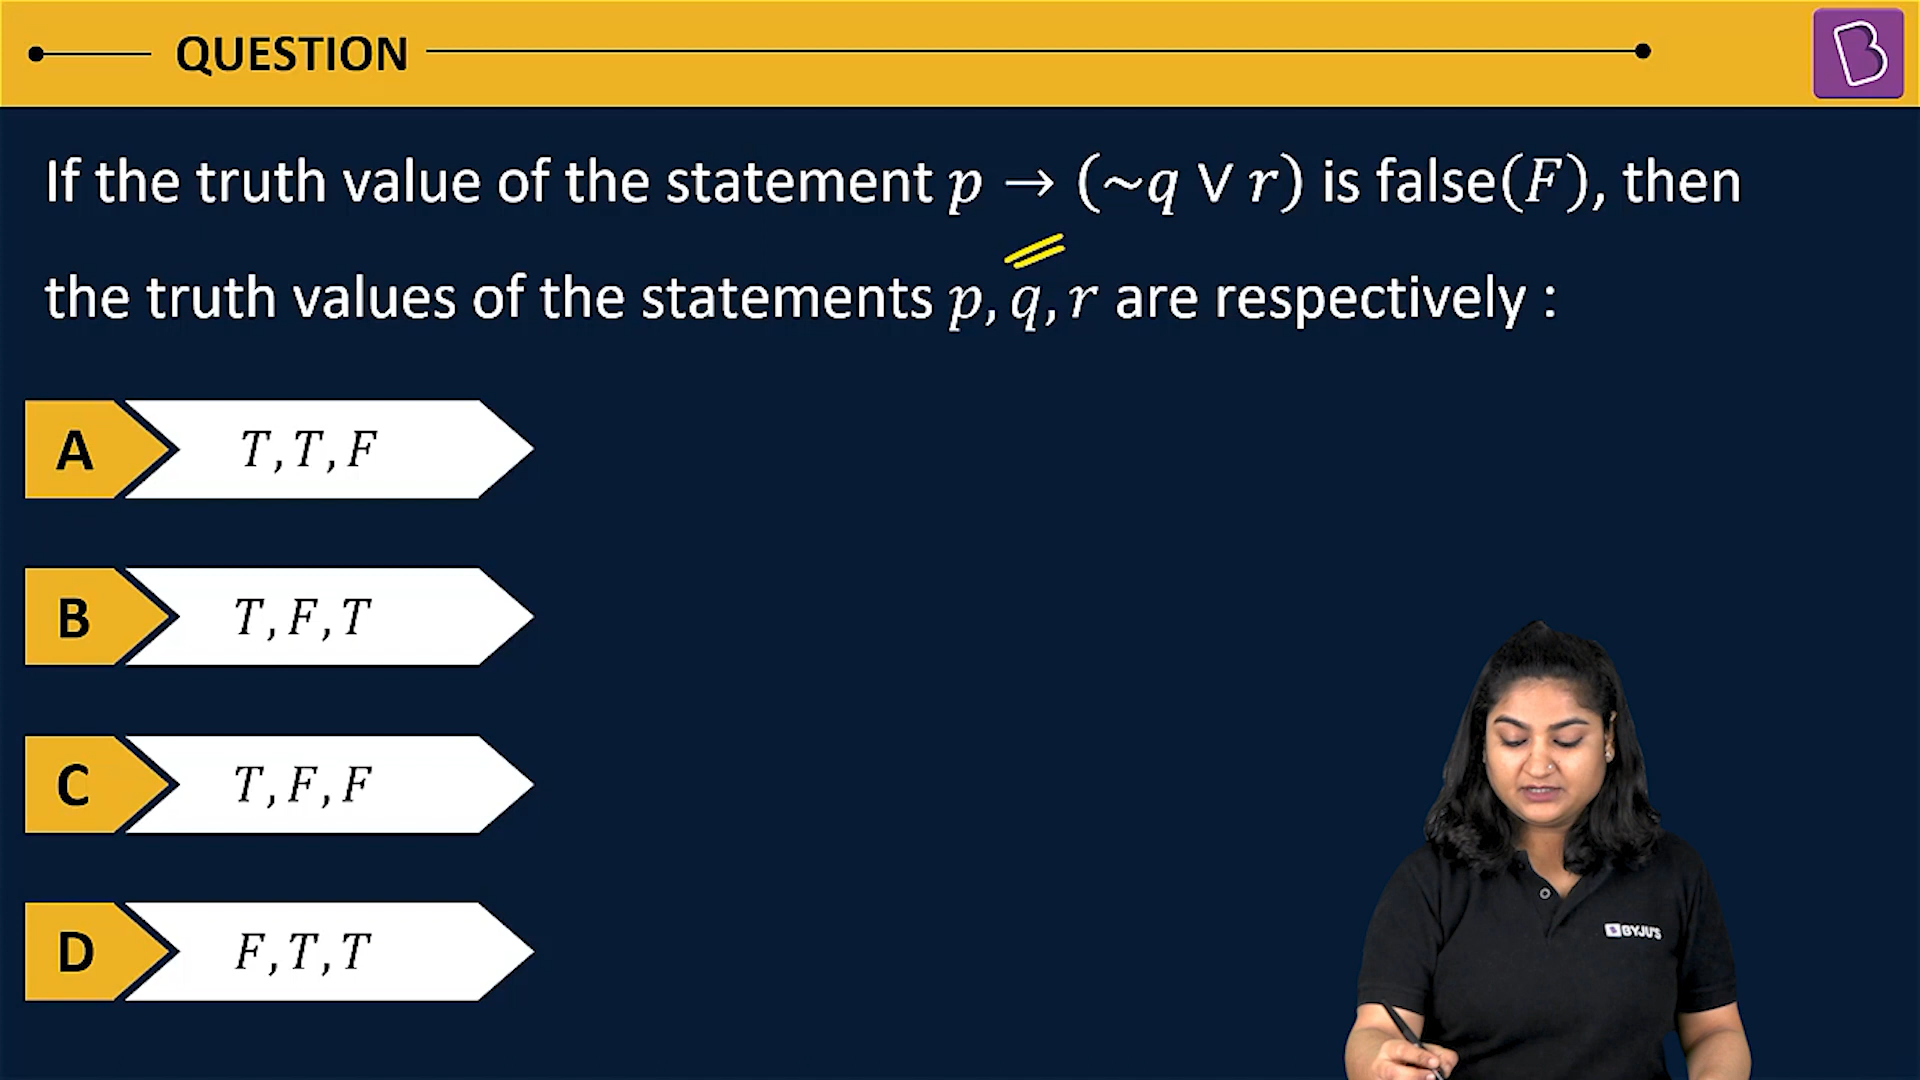 QUESTION
If the truth value of the statement p → (~q ∨ r) is false(F), then
the truth values of the statements p, q, r are respectively :
A T, T, F
B T, F, T
C T, F, F
D F, T, T
BYJU'S